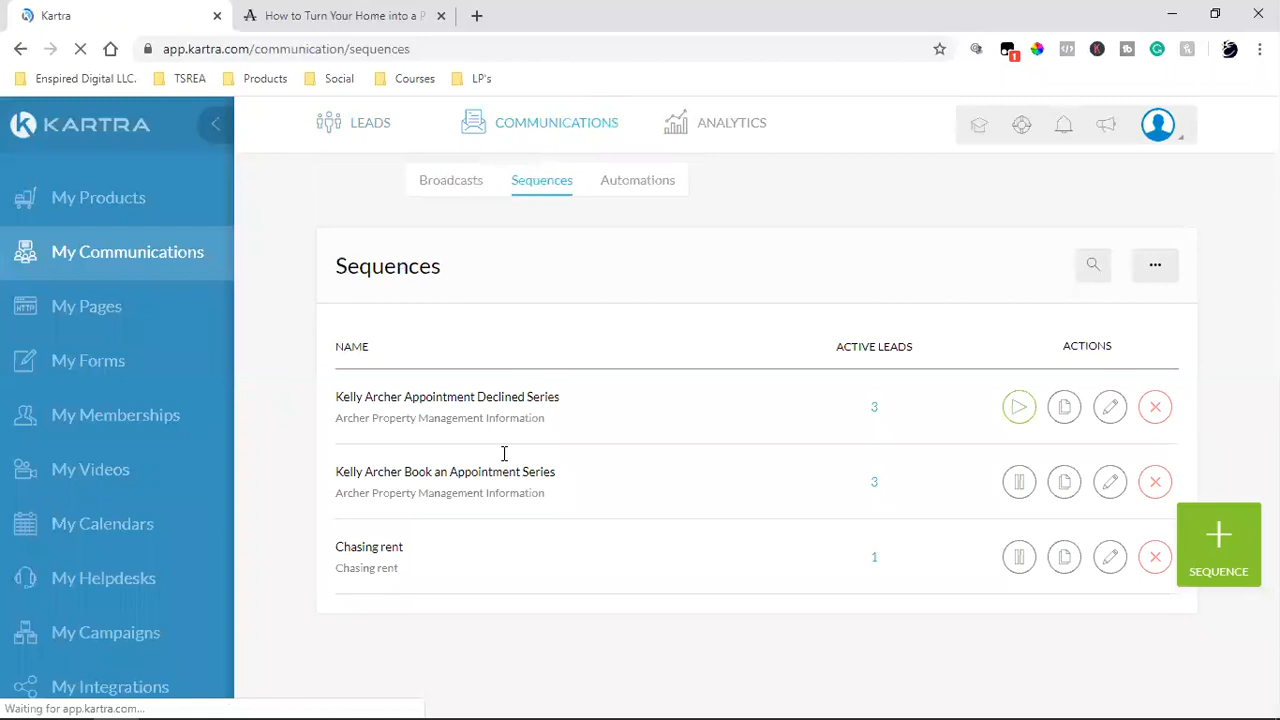 Kartra
How to Turn Your Home into a P
app.kartra.com/communication/sequences
1
Enspired Digital LLC.
TSREA
Products
Social
Courses
LP's
KARTRA
LEADS
COMMUNICATIONS
ANALYTICS
My Products
Broadcasts
Sequences
Automations
My Communications
Sequences
My Pages
NAME
ACTIVE LEADS
ACTIONS
My Forms
Kelly Archer Appointment Declined Series
3
Archer Property Management Information
My Memberships
Kelly Archer Book an Appointment Series
3
Archer Property Management Information
My Videos
My Calendars
Chasing rent
1
Chasing rent
SEQUENCE
My Helpdesks
My Campaigns
My Integrations
Waiting for app.kartra.com...